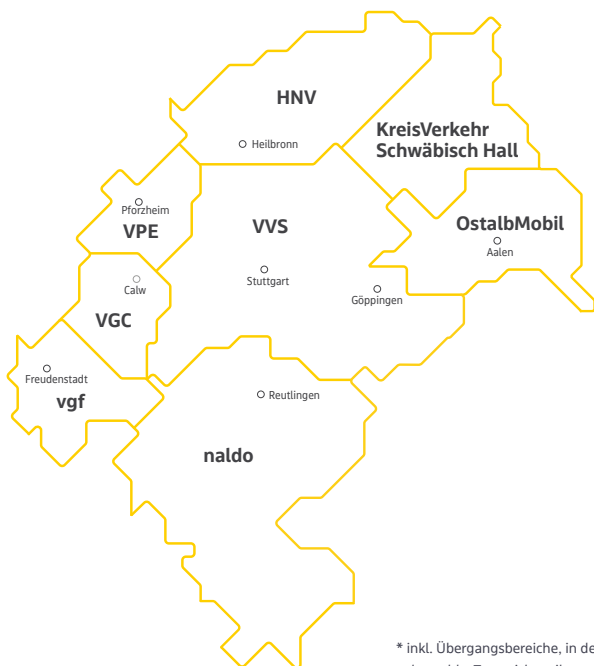 HNV
Heilbronn
KreisVerkehr
Schwäbisch Hall
Pforzheim
VPE
VVS
OstalbMobil
Aalen
Stuttgart
Calw
Göppingen
VGC
Freudenstadt
vgf
Reutlingen
naldo
* inkl. Übergangsbereiche, in de